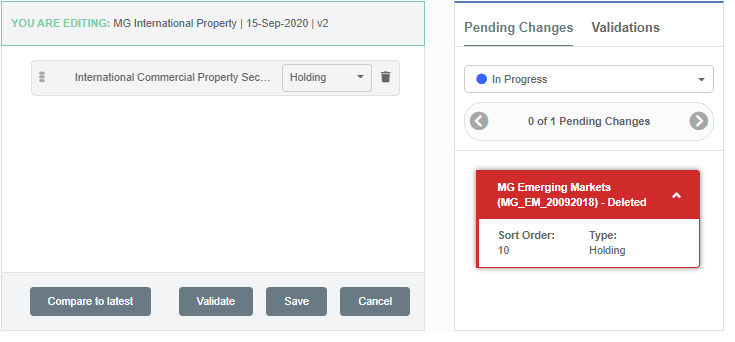 YOU ARE EDITING: MG International Property | 15-Sep-2020 | v2
International Commercial Property Sec...
Holding
Compare to latest
Validate
Save
Cancel
Pending Changes
Validations
In Progress
0 of 1 Pending Changes
MG Emerging Markets
(MG_EM_20092018) - Deleted
Sort Order:
Type:
10
Holding